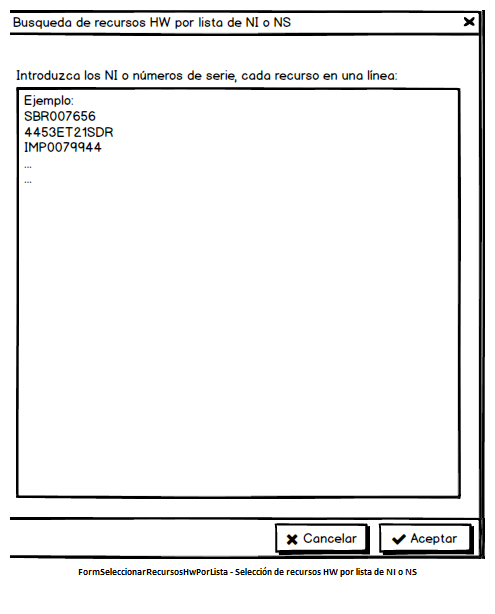 Busqueda de recursos HW por lista de NI o NS
Introduzca los NI o números de serie, cada recurso en una línea:
Ejemplo:
SBR007656
4453ET21SDR
IMP0079944
...
...
Cancelar
Aceptar
FormSeleccionarRecursosHwPorLista - Selección de recursos HW por lista de NI o NS